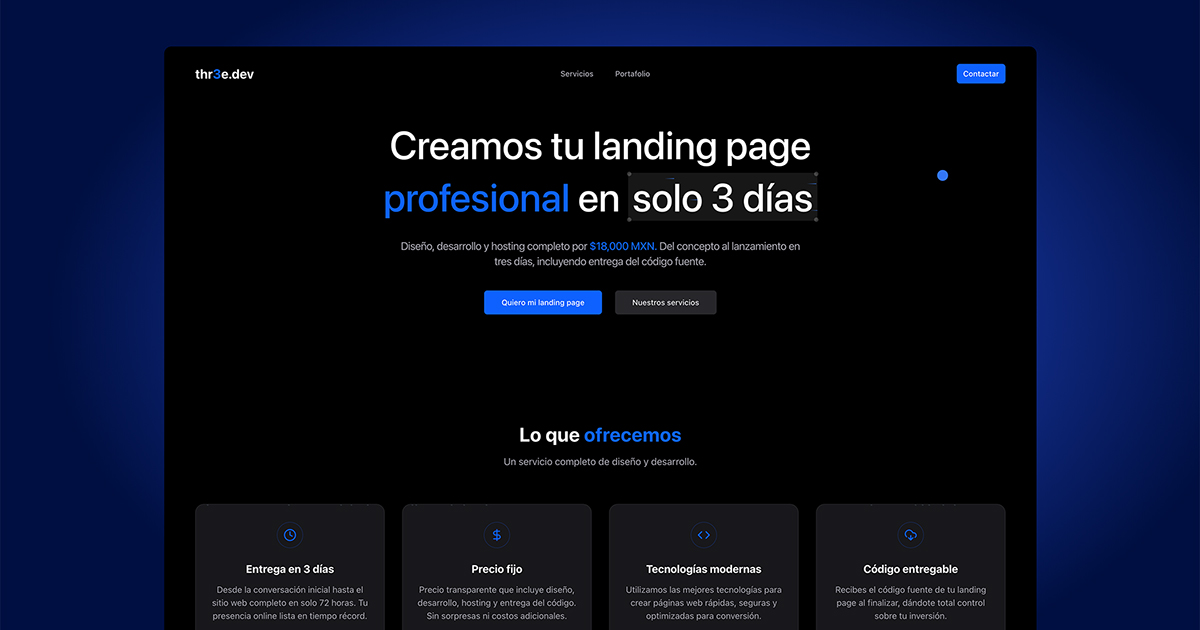 thr3e.dev
Servicios
Portafolio
Contactar
Creamos tu landing page
profesional en solo 3 días
Diseño, desarrollo y hosting completo por $18,000 MXN. Del concepto al lanzamiento en
tres días, incluyendo entrega del código fuente.
Quiero mi landing page
Nuestros servicios
Lo que ofrecemos
Un servicio completo de diseño y desarrollo.
Entrega en 3 días
Desde la conversación inicial hasta el
sitio web completo en solo 72 horas. Tu
presencia online lista en tiempo récord.
Precio fijo
Precio transparente que incluye diseño,
desarrollo, hosting y entrega del código.
Sin sorpresas ni costos adicionales.
Tecnologías modernas
Utilizamos las mejores tecnologías para
crear páginas web rápidas, seguras y
optimizadas para conversión.
Código entregable
Recibes el código fuente de tu landing
page al finalizar, dándote total control
sobre tu inversión.